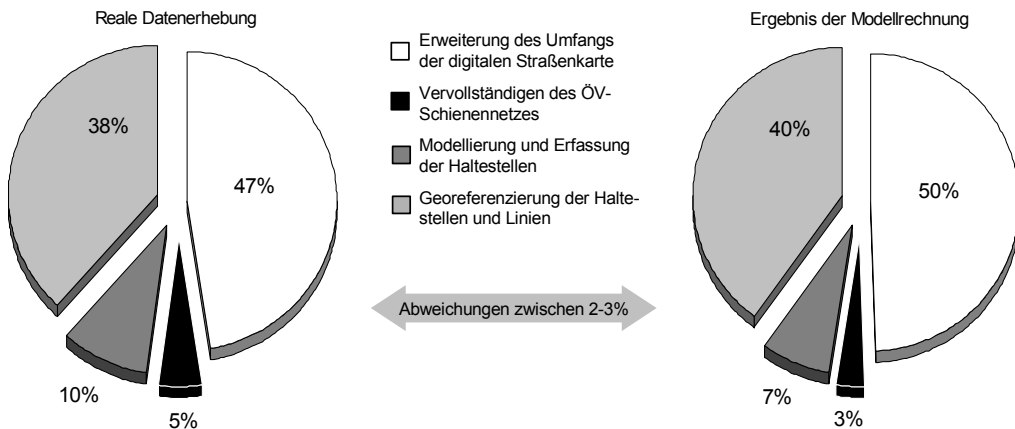 Reale Datenerhebung
38%
47%
10%
5%
Erweiterung des Umfangs
der digitalen Straßenkarte
Vervollständigen des ÖV-
Schienennetzes
Modellierung und Erfassung
der Haltestellen
Georeferenzierung der Halte-
stellen und Linien
Abweichungen zwischen 2-3%
Ergebnis der Modellrechnung
40%
50%
7%
3%